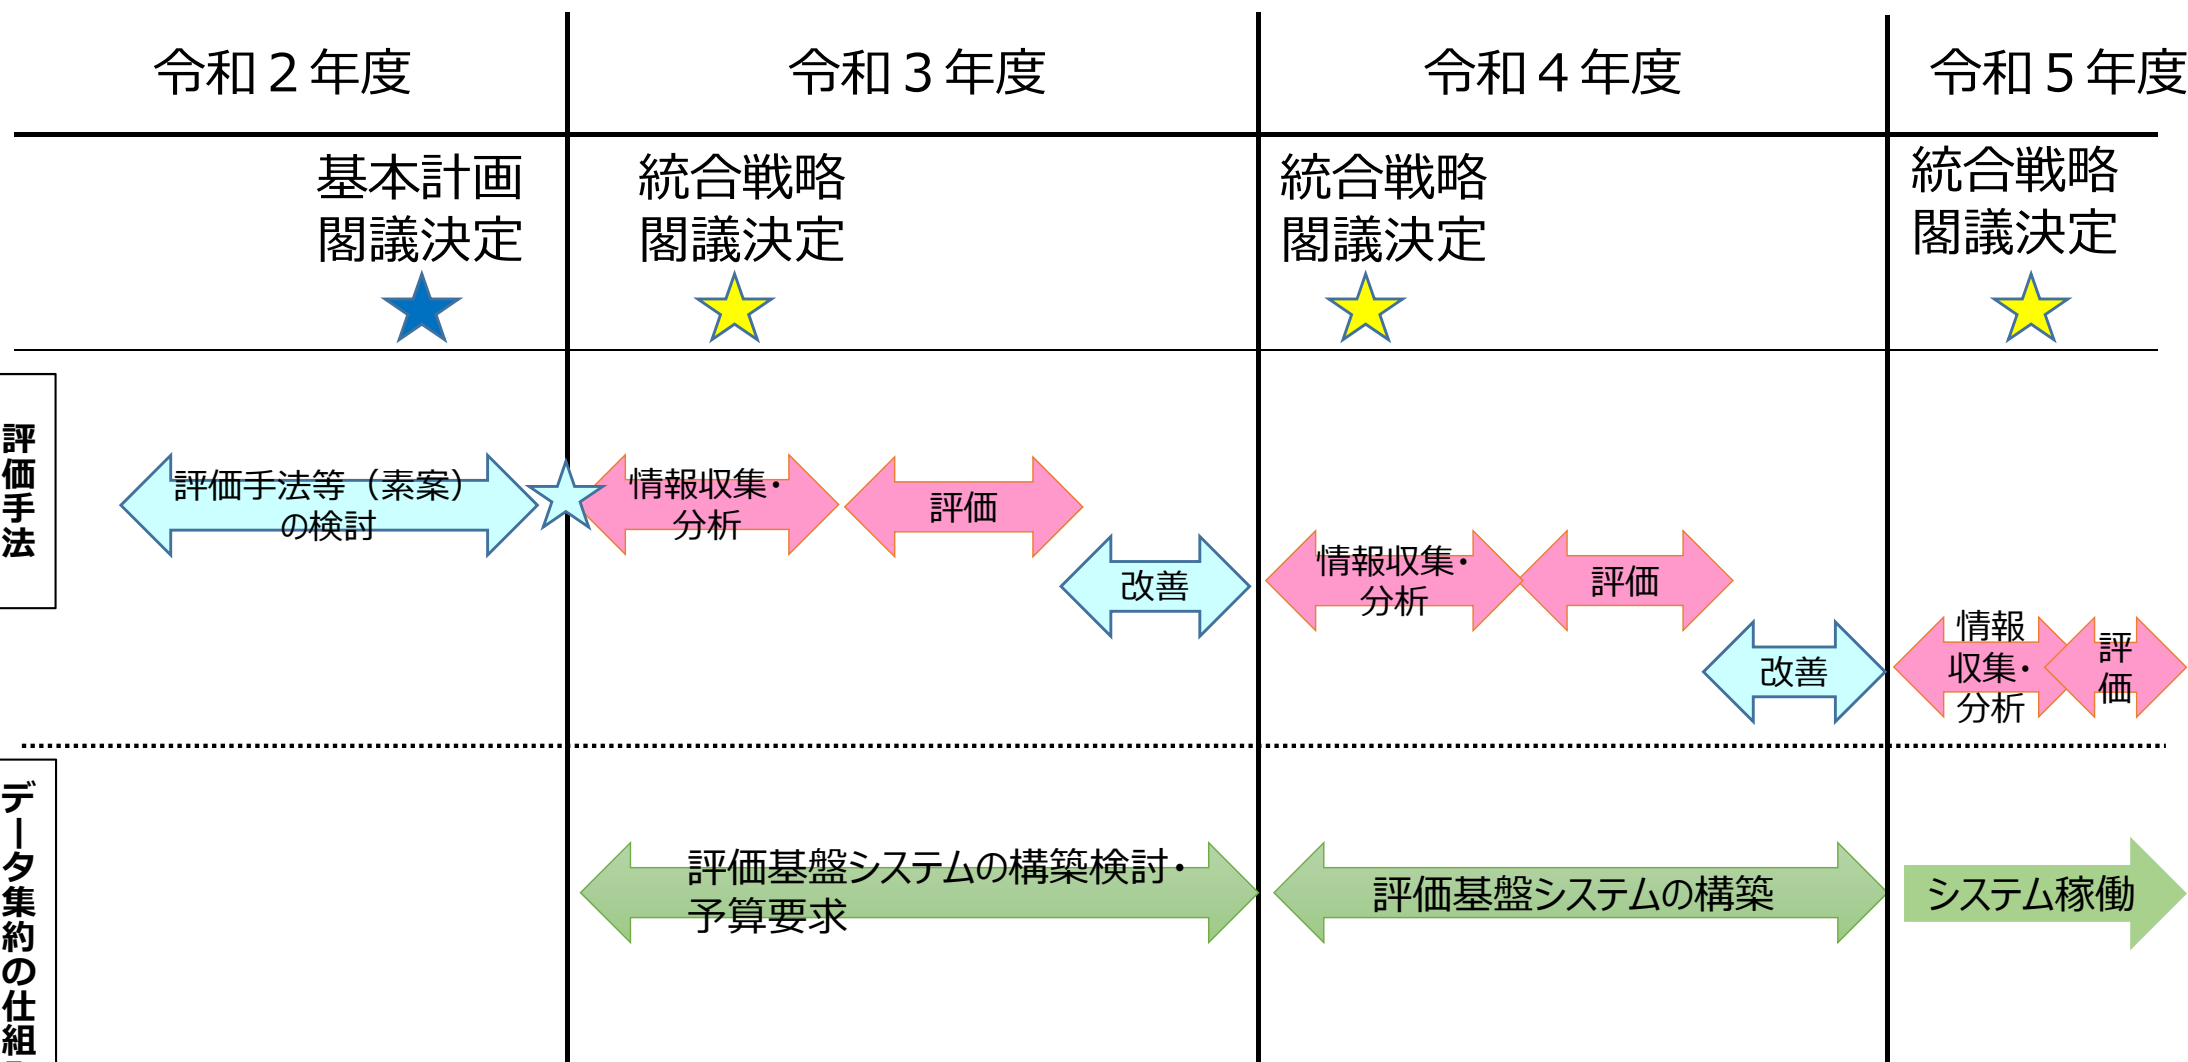 令和２年度
令和３年度
令和４年度
令和５年度
基本計画
閣議決定
統合戦略
閣議決定
統合戦略
閣議決定
統合戦略
閣議決定
評価手法
評価手法等（素案）
の検討
情報収集・
分析
評価
改善
情報収集・
分析
評価
改善
情報
収集・
分析
評
価
データ集約の仕組
評価基盤システムの構築検討・
予算要求
評価基盤システムの構築
システム稼働